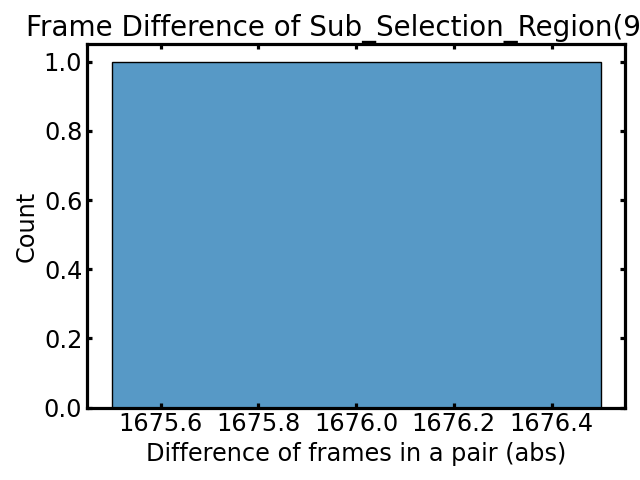 Frame Difference of Sub_Selection_Region(9
1.0
0.8
0.6
0.4
0.2
0.0
Count
1675.6 1675.8 1676.0 1676.2 1676.4
Difference of frames in a pair (abs)